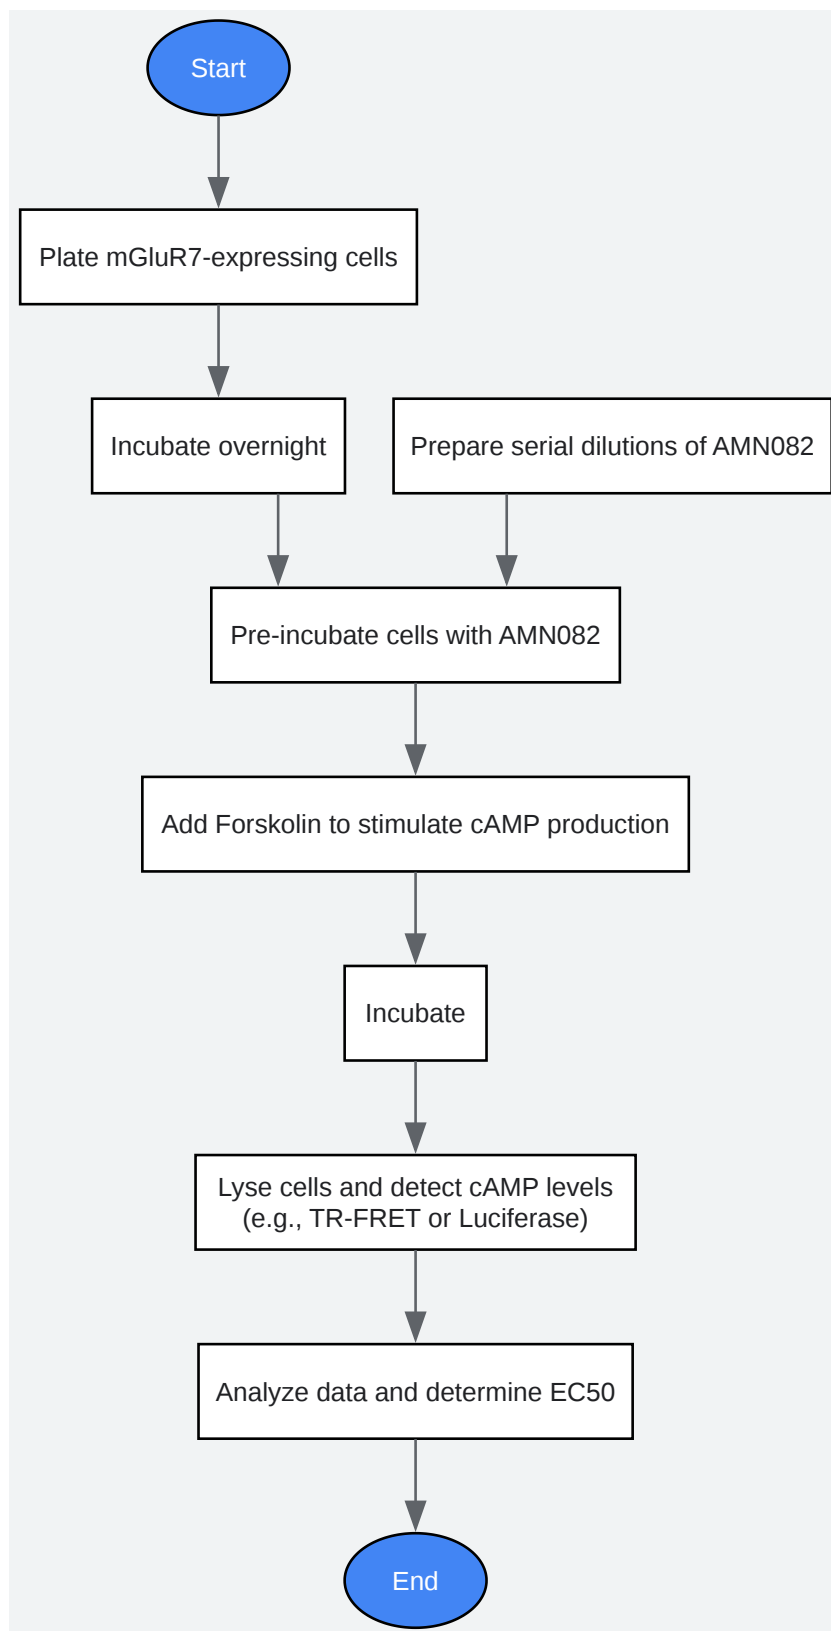 Start
Plate mGluR7-expressing cells
Incubate overnight
Prepare serial dilutions of AMN082
Pre-incubate cells with AMN082
Add Forskolin to stimulate cAMP production
Incubate
Lyse cells and detect cAMP levels
(e.g., TR-FRET or Luciferase)
Analyze data and determine EC50
End